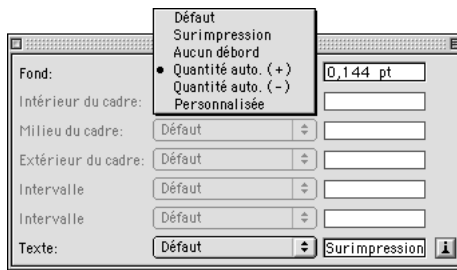 Défaut
Surimpression
Aucun débord
Quantité auto. (+)
Quantité auto. (-)
Personnalisée
Fond: 0,144 pt
Intérieur du cadre:
Milieu du cadre: Défaut
Extérieur du cadre: Défaut
Intervalle Défaut
Intervalle Défaut
Texte: Défaut Surimpression i